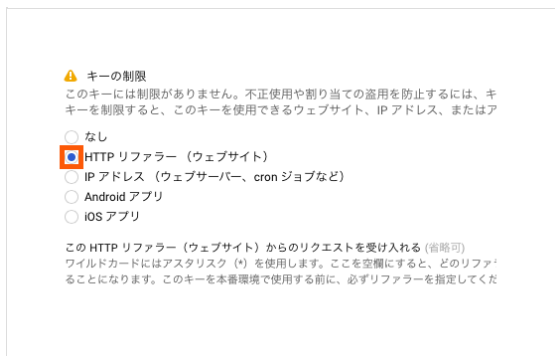 キーの制限
このキーには制限がありません。不正使用や割り当ての盗用を防止するには、キ
キーを制限すると、このキーを使用できるウェブサイト、IP アドレス、またはア
なし
HTTP リファラー （ウェブサイト）
IP アドレス （ウェブサーバー、cron ジョブなど）
Android アプリ
iOS アプリ
この HTTP リファラー（ウェブサイト）からのリクエストを受け入れる (省略可)
ワイルドカードにはアスタリスク（*）を使用します。ここを空欄にすると、どのリファ
ることになります。このキーを本番環境で使用する前に、必ずリファラーを指定してくだ